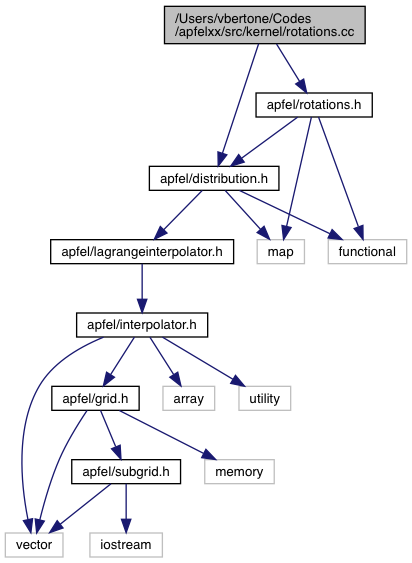 /Users/vbertone/Codes
/apfelxx/src/kernel/rotations.cc
apfel/rotations.h
apfel/distribution.h
apfel/lagrangeinterpolator.h
map
functional
apfel/interpolator.h
apfel/grid.h
array
utility
apfel/subgrid.h
memory
vector
iostream